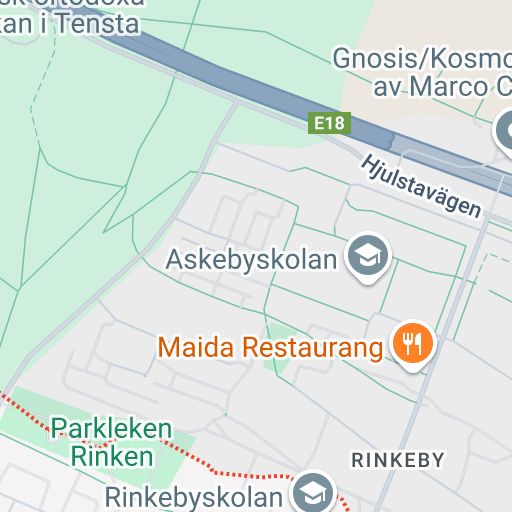 kan i Tensta
Gnosis/Kosmo
av Marco C
E18
Hjulstavägen
Askebyskolan
Maida Restaurang
Parkleken
Rinken
RINKEBY
Rinkebyskolan